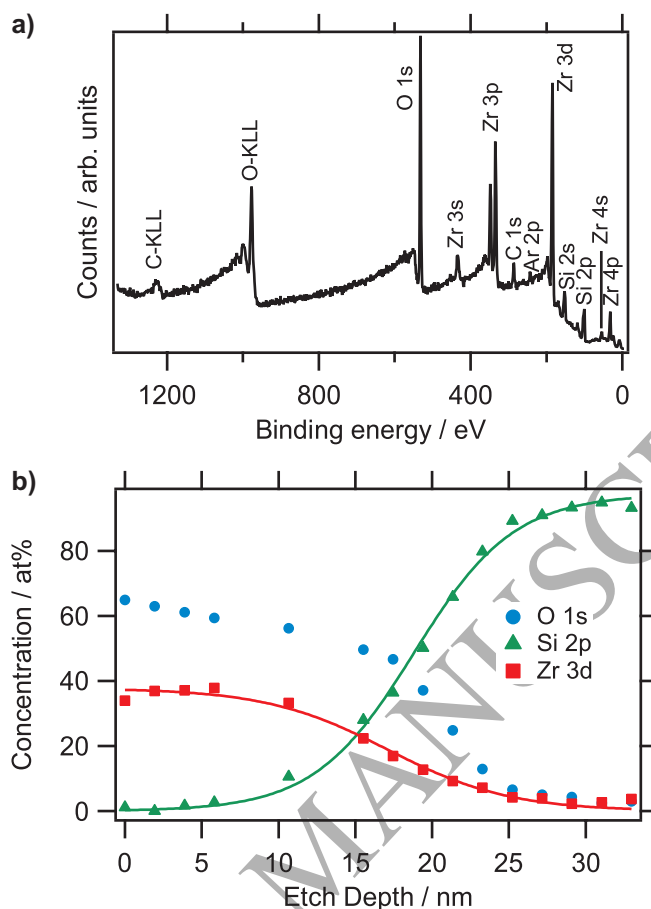 a)
Counts / arb. units
C-KLL
O-KLL
O 1s
Zr 3s
Zr 3p
C 1s
Ar 2p
Zr 3d
Si 2s
Si 2p
Zr 4s
Zr 4p
1200 800 400 0
Binding energy / eV
b)
Concentration / at%
80
60
40
20
0
O 1s
Si 2p
Zr 3d
0 5 10 15 20 25 30
Etch Depth / nm
MANUSC